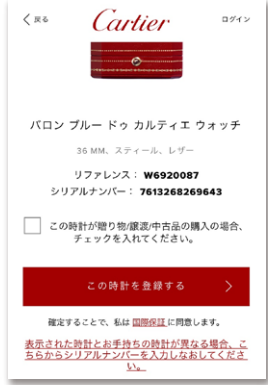 戻る
Cartier
ログイン
バロン ブルー ドゥ カルティエ ウォッチ
36 MM、スティール、レザー
リファレンス： W6920087
シリアルナンバー： 7613268269643
この時計が贈り物/譲渡/中古品の購入の場合、
チェックを入れてください。
この時計を登録する
確定することで、私は 国際保証 に同意します。
表示された時計とお手持ちの時計が異なる場合、こ
ちらからシリアルナンバーを入力しなおしてくださ
い。